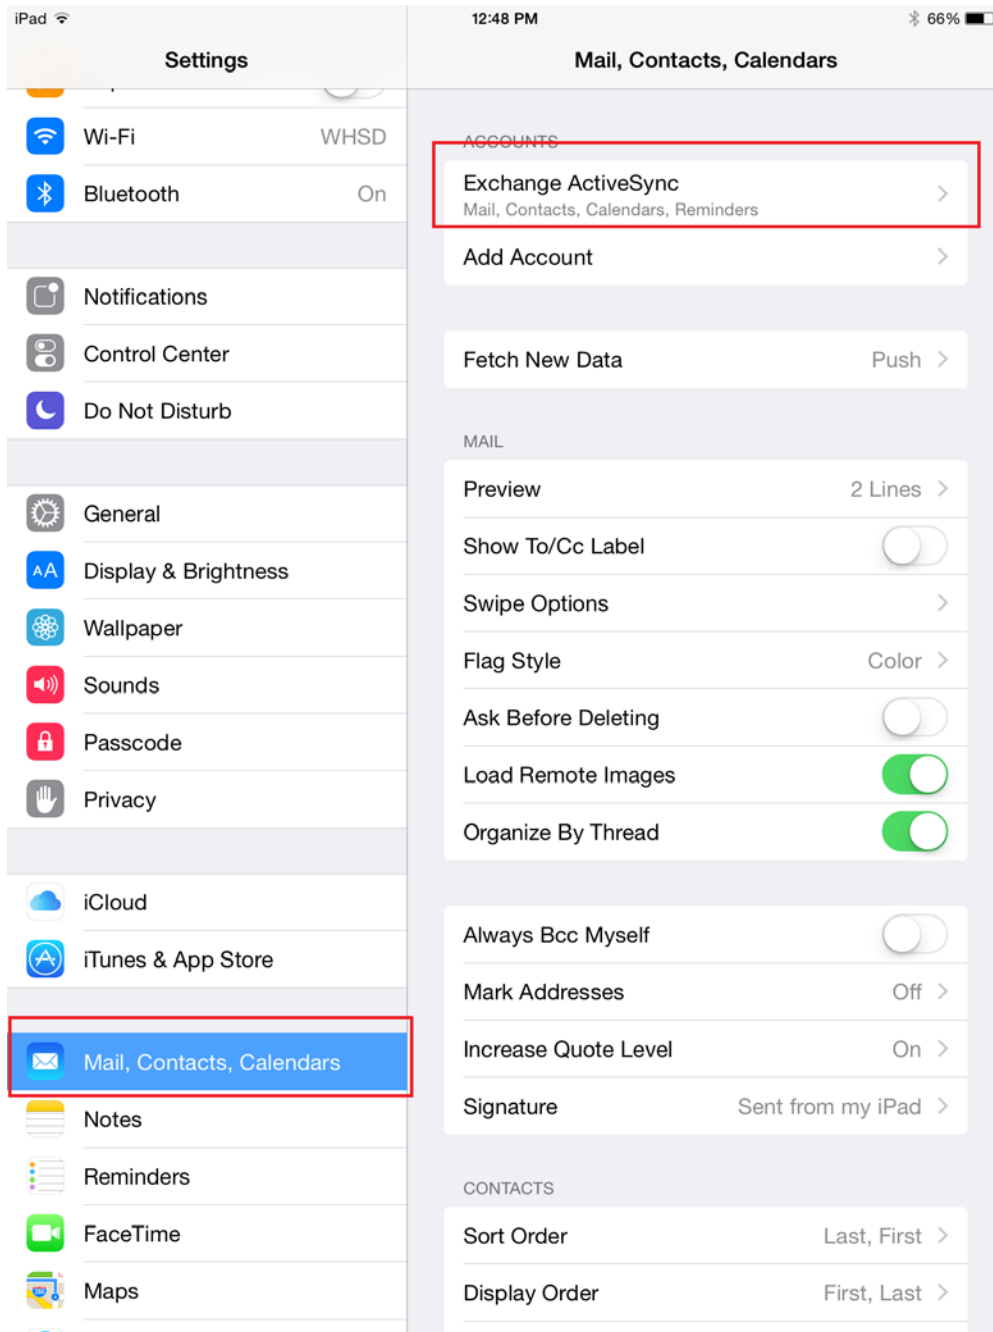 iPad
12:48 PM
66%
Settings
Mail, Contacts, Calendars
Wi-Fi
WHSD
Bluetooth
On
Notifications
Control Center
Do Not Disturb
General
AA
Display & Brightness
Wallpaper
Sounds
Passcode
Privacy
iCloud
iTunes & App Store
Mail, Contacts, Calendars
Notes
Reminders
FaceTime
Maps
ACCOUNTS
Exchange ActiveSync
Mail, Contacts, Calendars, Reminders
Add Account
Fetch New Data
Push
MAIL
Preview
2 Lines
Show To/Cc Label
Swipe Options
Flag Style
Color
Ask Before Deleting
Load Remote Images
Organize By Thread
Always Bcc Myself
Mark Addresses
Off
Increase Quote Level
On
Signature
Sent from my iPad
CONTACTS
Sort Order
Last, First
Display Order
First, Last